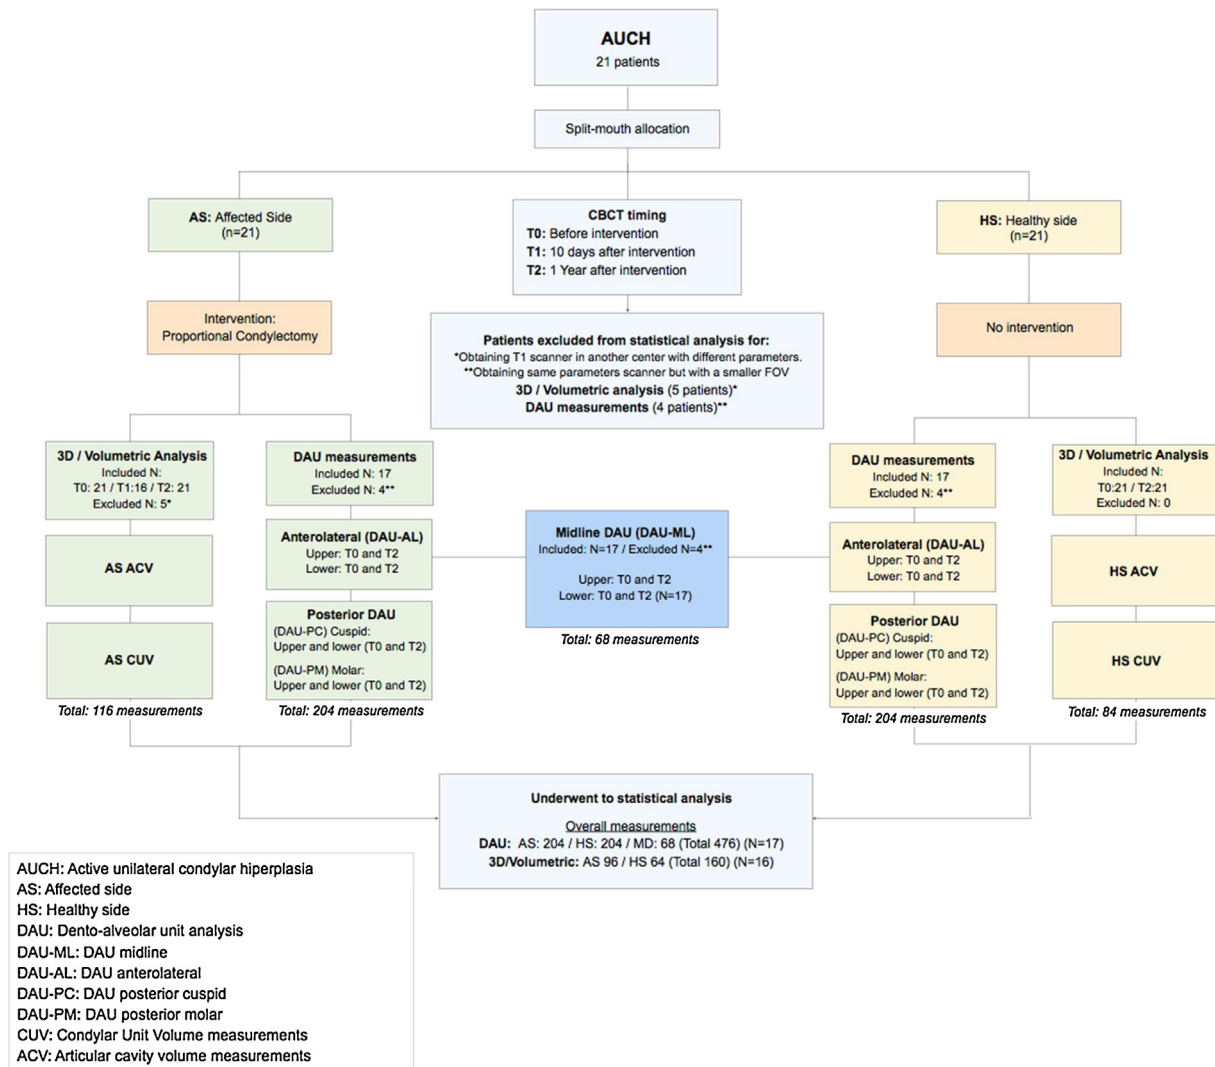 AUCH
21 patients
Split-mouth allocation
AS: Affected Side
(n=21)
CBCT timing
T0: Before intervention
T1: 10 days after intervention
T2: 1 Year after intervention
HS: Healthy side
(n=21)
Intervention:
Proportional Condylectomy
No intervention
Patients excluded from statistical analysis for:
*Obtaining T1 scanner in another center with different parameters.
**Obtaining same parameters scanner but with a smaller FOV
3D / Volumetric analysis (5 patients)*
DAU measurements (4 patients)**
3D / Volumetric Analysis
Included N:
T0: 21 / T1:16 / T2: 21
Excluded N: 5*
AS ACV
AS CUV
Total: 116 measurements
DAU measurements
Included N: 17
Excluded N: 4**
Anterolateral (DAU-AL)
Upper: T0 and T2
Lower: T0 and T2
Posterior DAU
(DAU-PC) Cuspid:
Upper and lower (T0 and T2)
(DAU-PM) Molar:
Upper and lower (T0 and T2)
Total: 204 measurements
Midline DAU (DAU-ML)
Included: N=17 / Excluded N=4**
Upper: T0 and T2
Lower: T0 and T2 (N=17)
Total: 68 measurements
DAU measurements
Included N: 17
Excluded N: 4**
Anterolateral (DAU-AL)
Upper: T0 and T2
Lower: T0 and T2
Posterior DAU
(DAU-PC) Cuspid:
Upper and lower (T0 and T2)
(DAU-PM) Molar:
Upper and lower (T0 and T2)
Total: 204 measurements
3D / Volumetric Analysis
Included N:
T0:21 / T2:21
Excluded N: 0
HS ACV
HS CUV
Total: 84 measurements
Underwent to statistical analysis
Overall measurements
DAU: AS: 204 / HS: 204 / MD: 68 (Total 476) (N=17)
3D/Volumetric: AS 96 / HS 64 (Total 160) (N=16)
AUCH: Active unilateral condylar hiperplasia
AS: Affected side
HS: Healthy side
DAU: Dento-alveolar unit analysis
DAU-ML: DAU midline
DAU-AL: DAU anterolateral
DAU-PC: DAU posterior cuspid
DAU-PM: DAU posterior molar
CUV: Condylar Unit Volume measurements
ACV: Articular cavity volume measurements